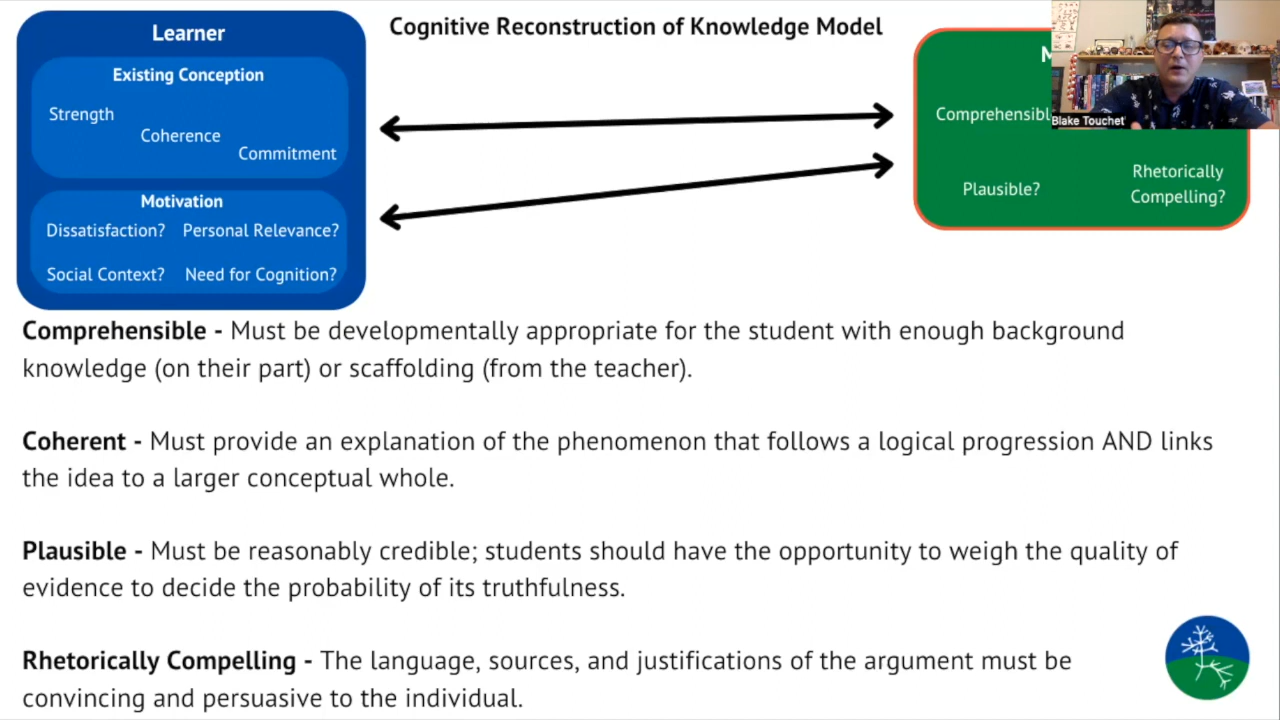 Cognitive Reconstruction of Knowledge Model
Learner
Existing Conception
Strength
Coherence
Commitment
Motivation
Dissatisfaction? Personal Relevance?
Social Context? Need for Cognition?
Blake Touchet
Plausible?
Rhetorically
Compelling?
Comprehensible - Must be developmentally appropriate for the student with enough background
knowledge (on their part) or scaffolding (from the teacher).
Coherent - Must provide an explanation of the phenomenon that follows a logical progression AND links
the idea to a larger conceptual whole.
Plausible - Must be reasonably credible; students should have the opportunity to weigh the quality of
evidence to decide the probability of its truthfulness.
Rhetorically Compelling - The language, sources, and justifications of the argument must be
convincing and persuasive to the individual.